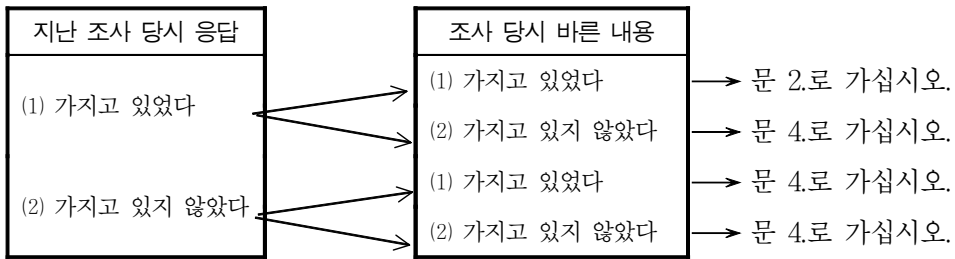 지난 조사 당시 응답
조사 당시 바른 내용
(1) 가지고 있었다
(1) 가지고 있었다
문 2.로 가십시오.
(2) 가지고 있지 않았다
문 4.로 가십시오.
(2) 가지고 있지 않았다
(1) 가지고 있었다
문 4.로 가십시오.
(2) 가지고 있지 않았다
문 4.로 가십시오.